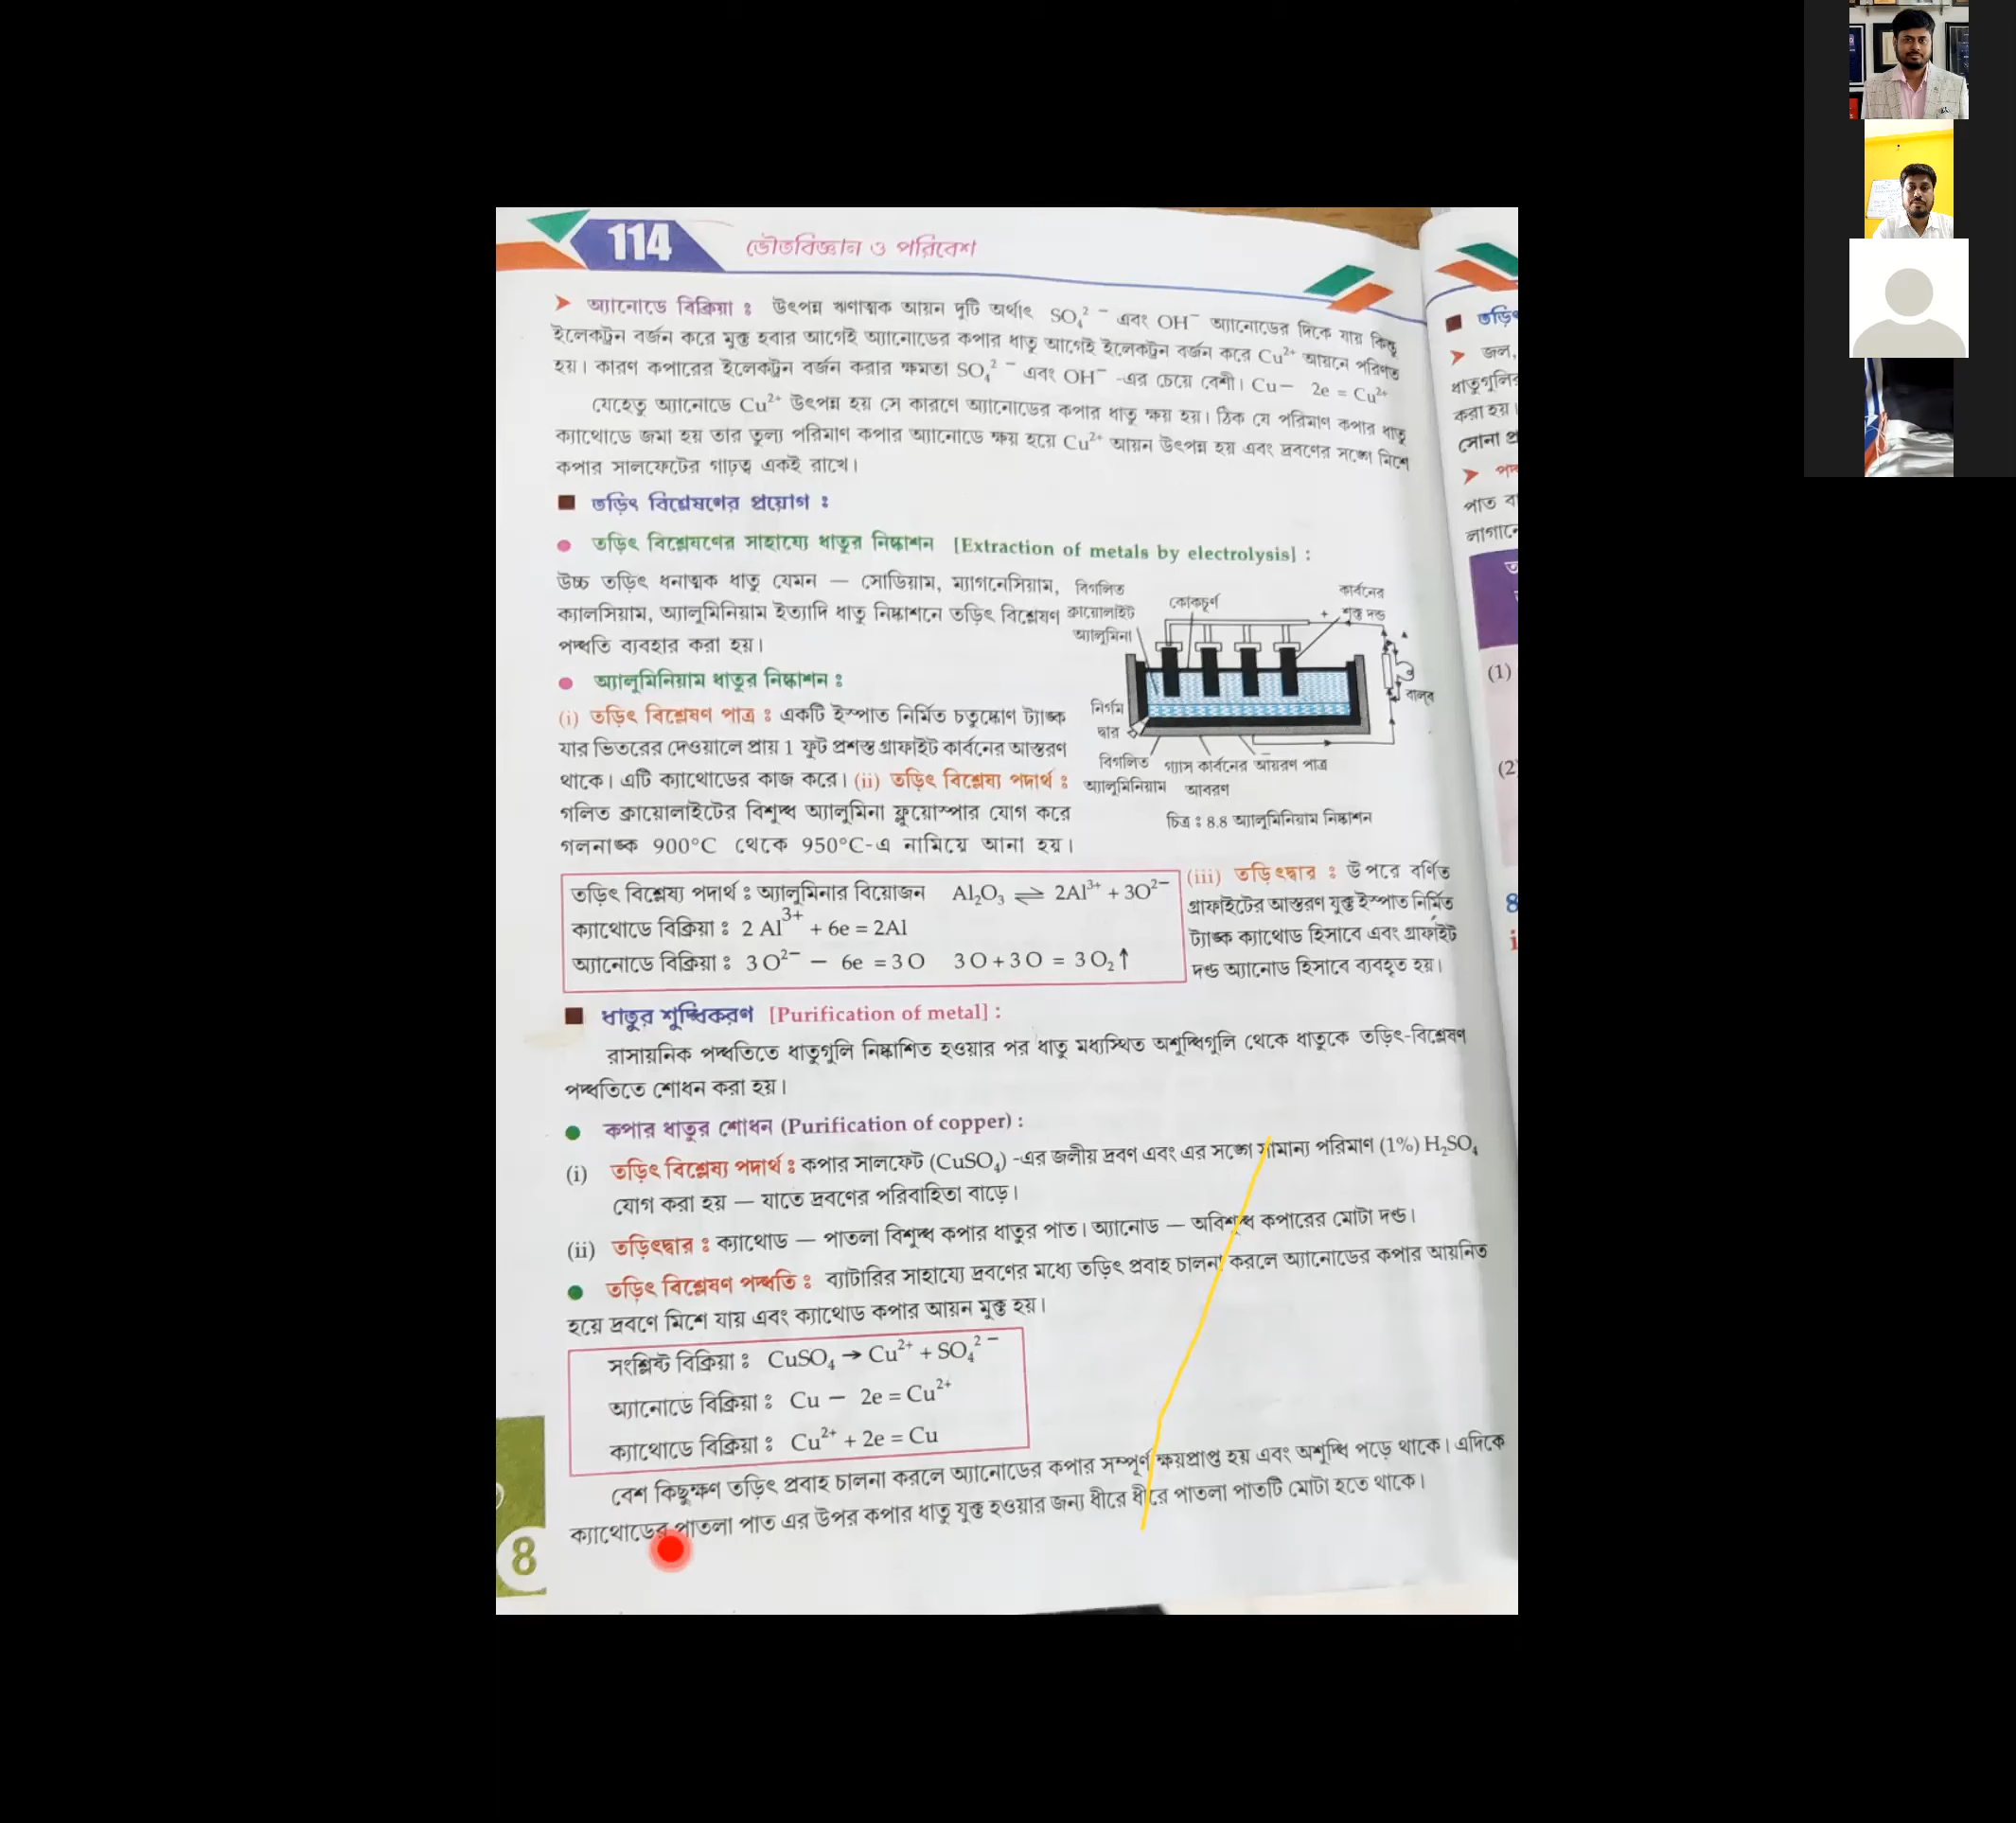 114
ভৌতবিজ্ঞান ও পরিবেশ
➤ অ্যানোডে বিক্রিয়া : উৎপন্ন ঋণাত্মক আয়ন দুটি অর্থাৎ SO₄²⁻ এবং OH⁻ অ্যানোডের দিকে যায় কিন্তু
ইলেকট্রন বর্জন করে মুক্ত হবার আগেই অ্যানোডের কপার ধাতু আগেই ইলেকট্রন বর্জন করে Cu²⁺ আয়নে পরিণত
হয়। কারণ কপারের ইলেকট্রন বর্জন করার ক্ষমতা SO₄²⁻ এবং OH⁻ -এর চেয়ে বেশী। Cu − 2e = Cu²⁺
যেহেতু অ্যানোডে Cu²⁺ উৎপন্ন হয় সে কারণে অ্যানোডের কপার ধাতু ক্ষয় হয়। ঠিক যে পরিমাণ কপার ধাতু
ক্যাথোডে জমা হয় তার তুল্য পরিমাণ কপার অ্যানোডে ক্ষয় হয়ে Cu²⁺ আয়ন উৎপন্ন হয় এবং দ্রবণের সঙ্গে মিশে
কপার সালফেটের গাঢ়ত্ব একই রাখে।
■ তড়িৎ বিশ্লেষণের প্রয়োগ :
● তড়িৎ বিশ্লেষণের সাহায্যে ধাতুর নিষ্কাশন [Extraction of metals by electrolysis] :
উচ্চ তড়িৎ ধনাত্মক ধাতু যেমন — সোডিয়াম, ম্যাগনেসিয়াম,
ক্যালসিয়াম, অ্যালুমিনিয়াম ইত্যাদি ধাতু নিষ্কাশনে তড়িৎ বিশ্লেষণ
পদ্ধতি ব্যবহার করা হয়।
● অ্যালুমিনিয়াম ধাতুর নিষ্কাশন :
(i) তড়িৎ বিশ্লেষণ পাত্র : একটি ইস্পাত নির্মিত চতুষ্কোণ ট্যাঙ্ক
যার ভিতরের দেওয়ালে প্রায় 1 ফুট প্রশস্ত গ্রাফাইট কার্বনের আস্তরণ
থাকে। এটি ক্যাথোডের কাজ করে। (ii) তড়িৎ বিশ্লেষ্য পদার্থ :
গলিত ক্রায়োলাইটের বিশুদ্ধ অ্যালুমিনা ফ্লুয়োস্পার যোগ করে
গলনাঙ্ক 900°C থেকে 950°C-এ নামিয়ে আনা হয়।
বিগলিত
ক্রায়োলাইট
অ্যালুমিনা
কোকচূর্ণ
কার্বনের
+ শুষ্ক দন্ড
বাল্ব
নির্গম
দ্বার
−
বিগলিত গ্যাস কার্বনের আয়রণ পাত্র
অ্যালুমিনিয়াম আবরণ
চিত্র : 8.8 অ্যালুমিনিয়াম নিষ্কাশন
তড়িৎ বিশ্লেষ্য পদার্থ : অ্যালুমিনার বিয়োজন Al₂O₃ ⇌ 2Al³⁺ + 3O²⁻
ক্যাথোডে বিক্রিয়া : 2 Al³⁺ + 6e = 2Al
অ্যানোডে বিক্রিয়া : 3 O²⁻ − 6e = 3 O 3 O + 3 O = 3 O₂↑
(iii) তড়িৎদ্বার : উপরে বর্ণিত
গ্রাফাইটের আস্তরণ যুক্ত ইস্পাত নির্মিত
ট্যাঙ্ক ক্যাথোড হিসাবে এবং গ্রাফাইট
দণ্ড অ্যানোড হিসাবে ব্যবহৃত হয়।
■ ধাতুর শুদ্ধিকরণ [Purification of metal] :
রাসায়নিক পদ্ধতিতে ধাতুগুলি নিষ্কাশিত হওয়ার পর ধাতু মধ্যস্থিত অশুদ্ধিগুলি থেকে ধাতুকে তড়িৎ-বিশ্লেষণ
পদ্ধতিতে শোধন করা হয়।
● কপার ধাতুর শোধন (Purification of copper) :
(i) তড়িৎ বিশ্লেষ্য পদার্থ : কপার সালফেট (CuSO₄) -এর জলীয় দ্রবণ এবং এর সঙ্গে সামান্য পরিমাণ (1%) H₂SO₄
যোগ করা হয় — যাতে দ্রবণের পরিবাহিতা বাড়ে।
(ii) তড়িৎদ্বার : ক্যাথোড — পাতলা বিশুদ্ধ কপার ধাতুর পাত। অ্যানোড — অবিশুদ্ধ কপারের মোটা দণ্ড।
● তড়িৎ বিশ্লেষণ পদ্ধতি : ব্যাটারির সাহায্যে দ্রবণের মধ্যে তড়িৎ প্রবাহ চালনা করলে অ্যানোডের কপার আয়নিত
হয়ে দ্রবণে মিশে যায় এবং ক্যাথোড কপার আয়ন মুক্ত হয়।
সংশ্লিষ্ট বিক্রিয়া : CuSO₄ → Cu²⁺ + SO₄²⁻
অ্যানোডে বিক্রিয়া : Cu − 2e = Cu²⁺
ক্যাথোডে বিক্রিয়া : Cu²⁺ + 2e = Cu
বেশ কিছুক্ষণ তড়িৎ প্রবাহ চালনা করলে অ্যানোডের কপার সম্পূর্ণ ক্ষয়প্রাপ্ত হয় এবং অশুদ্ধি পড়ে থাকে। এদিকে
ক্যাথোডের পাতলা পাত এর উপর কপার ধাতু যুক্ত হওয়ার জন্য ধীরে ধীরে পাতলা পাতটি মোটা হতে থাকে।
8
➤ জল,
ধাতুগুলির
করা হয়।
সোনা
পাত
(1)
(2
8